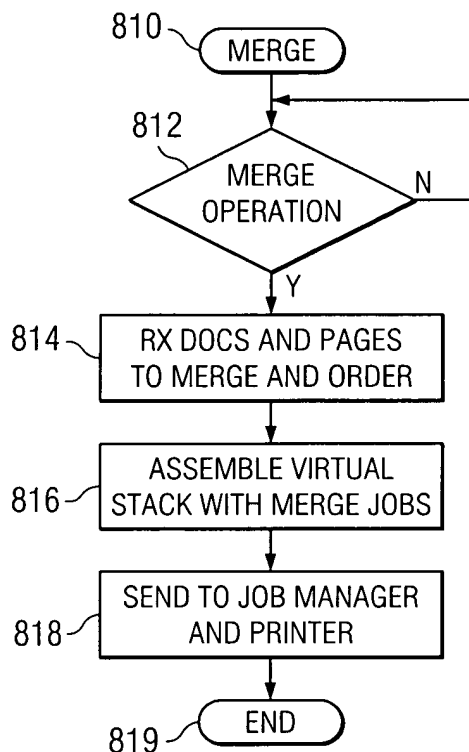 810
MERGE
812
MERGE
OPERATION
N
Y
814
RX DOCS AND PAGES
TO MERGE AND ORDER
816
ASSEMBLE VIRTUAL
STACK WITH MERGE JOBS
818
SEND TO JOB MANAGER
AND PRINTER
819
END